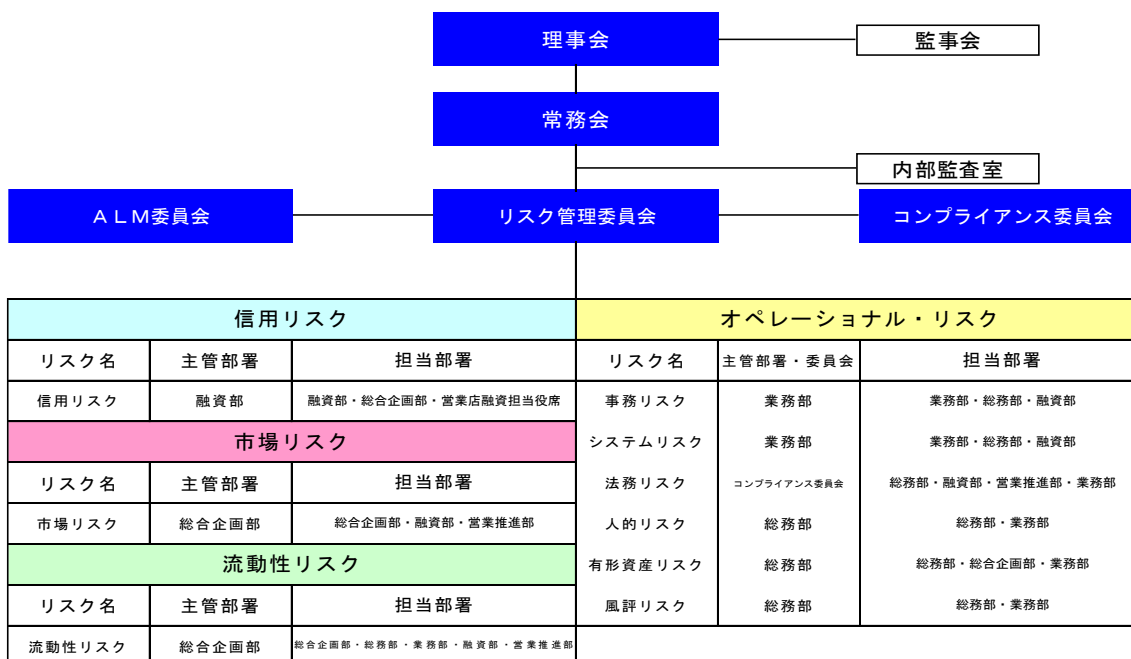 理事会
監事会
常務会
内部監査室
ＡＬＭ委員会
リスク管理委員会
コンプライアンス委員会
信用リスク
リスク名 主管部署 担当部署
信用リスク 融資部 融資部・総合企画部・営業店融資担当役席
市場リスク
リスク名 主管部署 担当部署
市場リスク 総合企画部 総合企画部・融資部・営業推進部
流動性リスク
リスク名 主管部署 担当部署
流動性リスク 総合企画部 総合企画部・総務部・業務部・融資部・営業推進部
オペレーショナル・リスク
リスク名 主管部署・委員会 担当部署
事務リスク 業務部 業務部・総務部・融資部
システムリスク 業務部 業務部・総務部・融資部
法務リスク コンプライアンス委員会 総務部・融資部・営業推進部・業務部
人的リスク 総務部 総務部・業務部
有形資産リスク 総務部 総務部・総合企画部・業務部
風評リスク 総務部 総務部・業務部